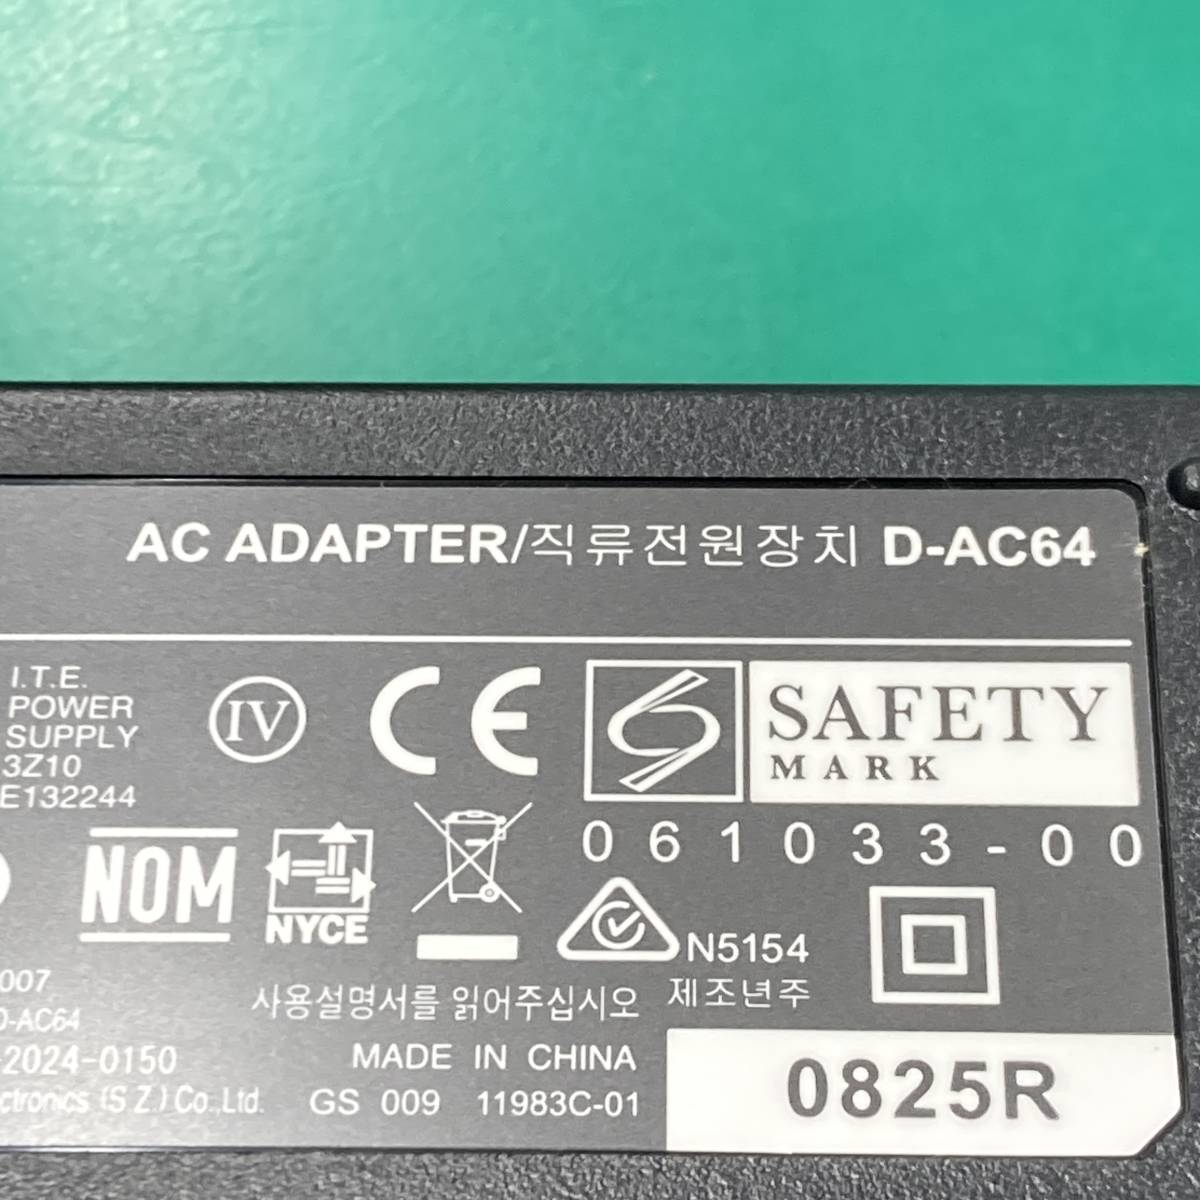 AC ADAPTER/직류전원장치 D-AC64
I.T.E.
POWER
SUPPLY
3Z10
E132244
IV
CE
SAFETY
MARK
061033-00
NOM
NYCE
N5154
제조년주
007
D-AC64
사용설명서를 읽어주십시오
-2024-0150
MADE IN CHINA
ctronics (S.Z.) Co.,Ltd.
GS 009 11983C-01
0825R